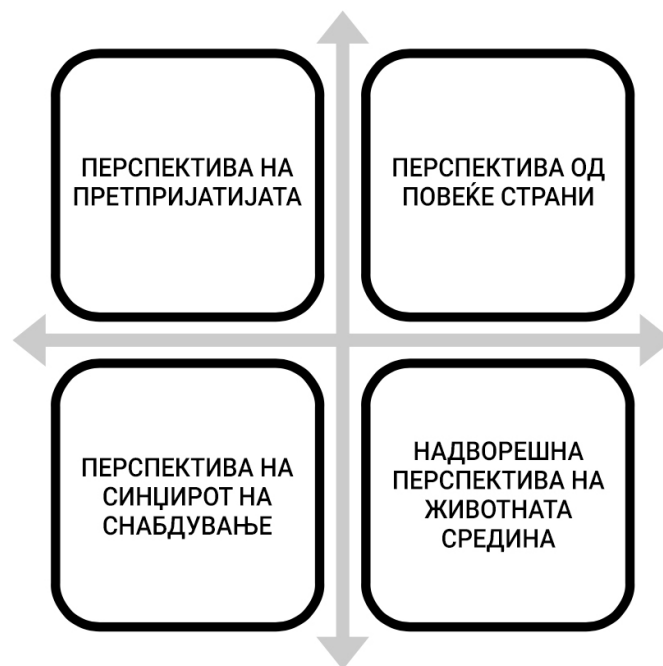 ПЕРСПЕКТИВА НА
ПРЕТПРИЈАТИЈАТА
ПЕРСПЕКТИВА ОД
ПОВЕЌЕ СТРАНИ
ПЕРСПЕКТИВА НА
СИНЏИРОТ НА
СНАБДУВАЊЕ
НАДВОРЕШНА
ПЕРСПЕКТИВА НА
ЖИВОТНАТА
СРЕДИНА